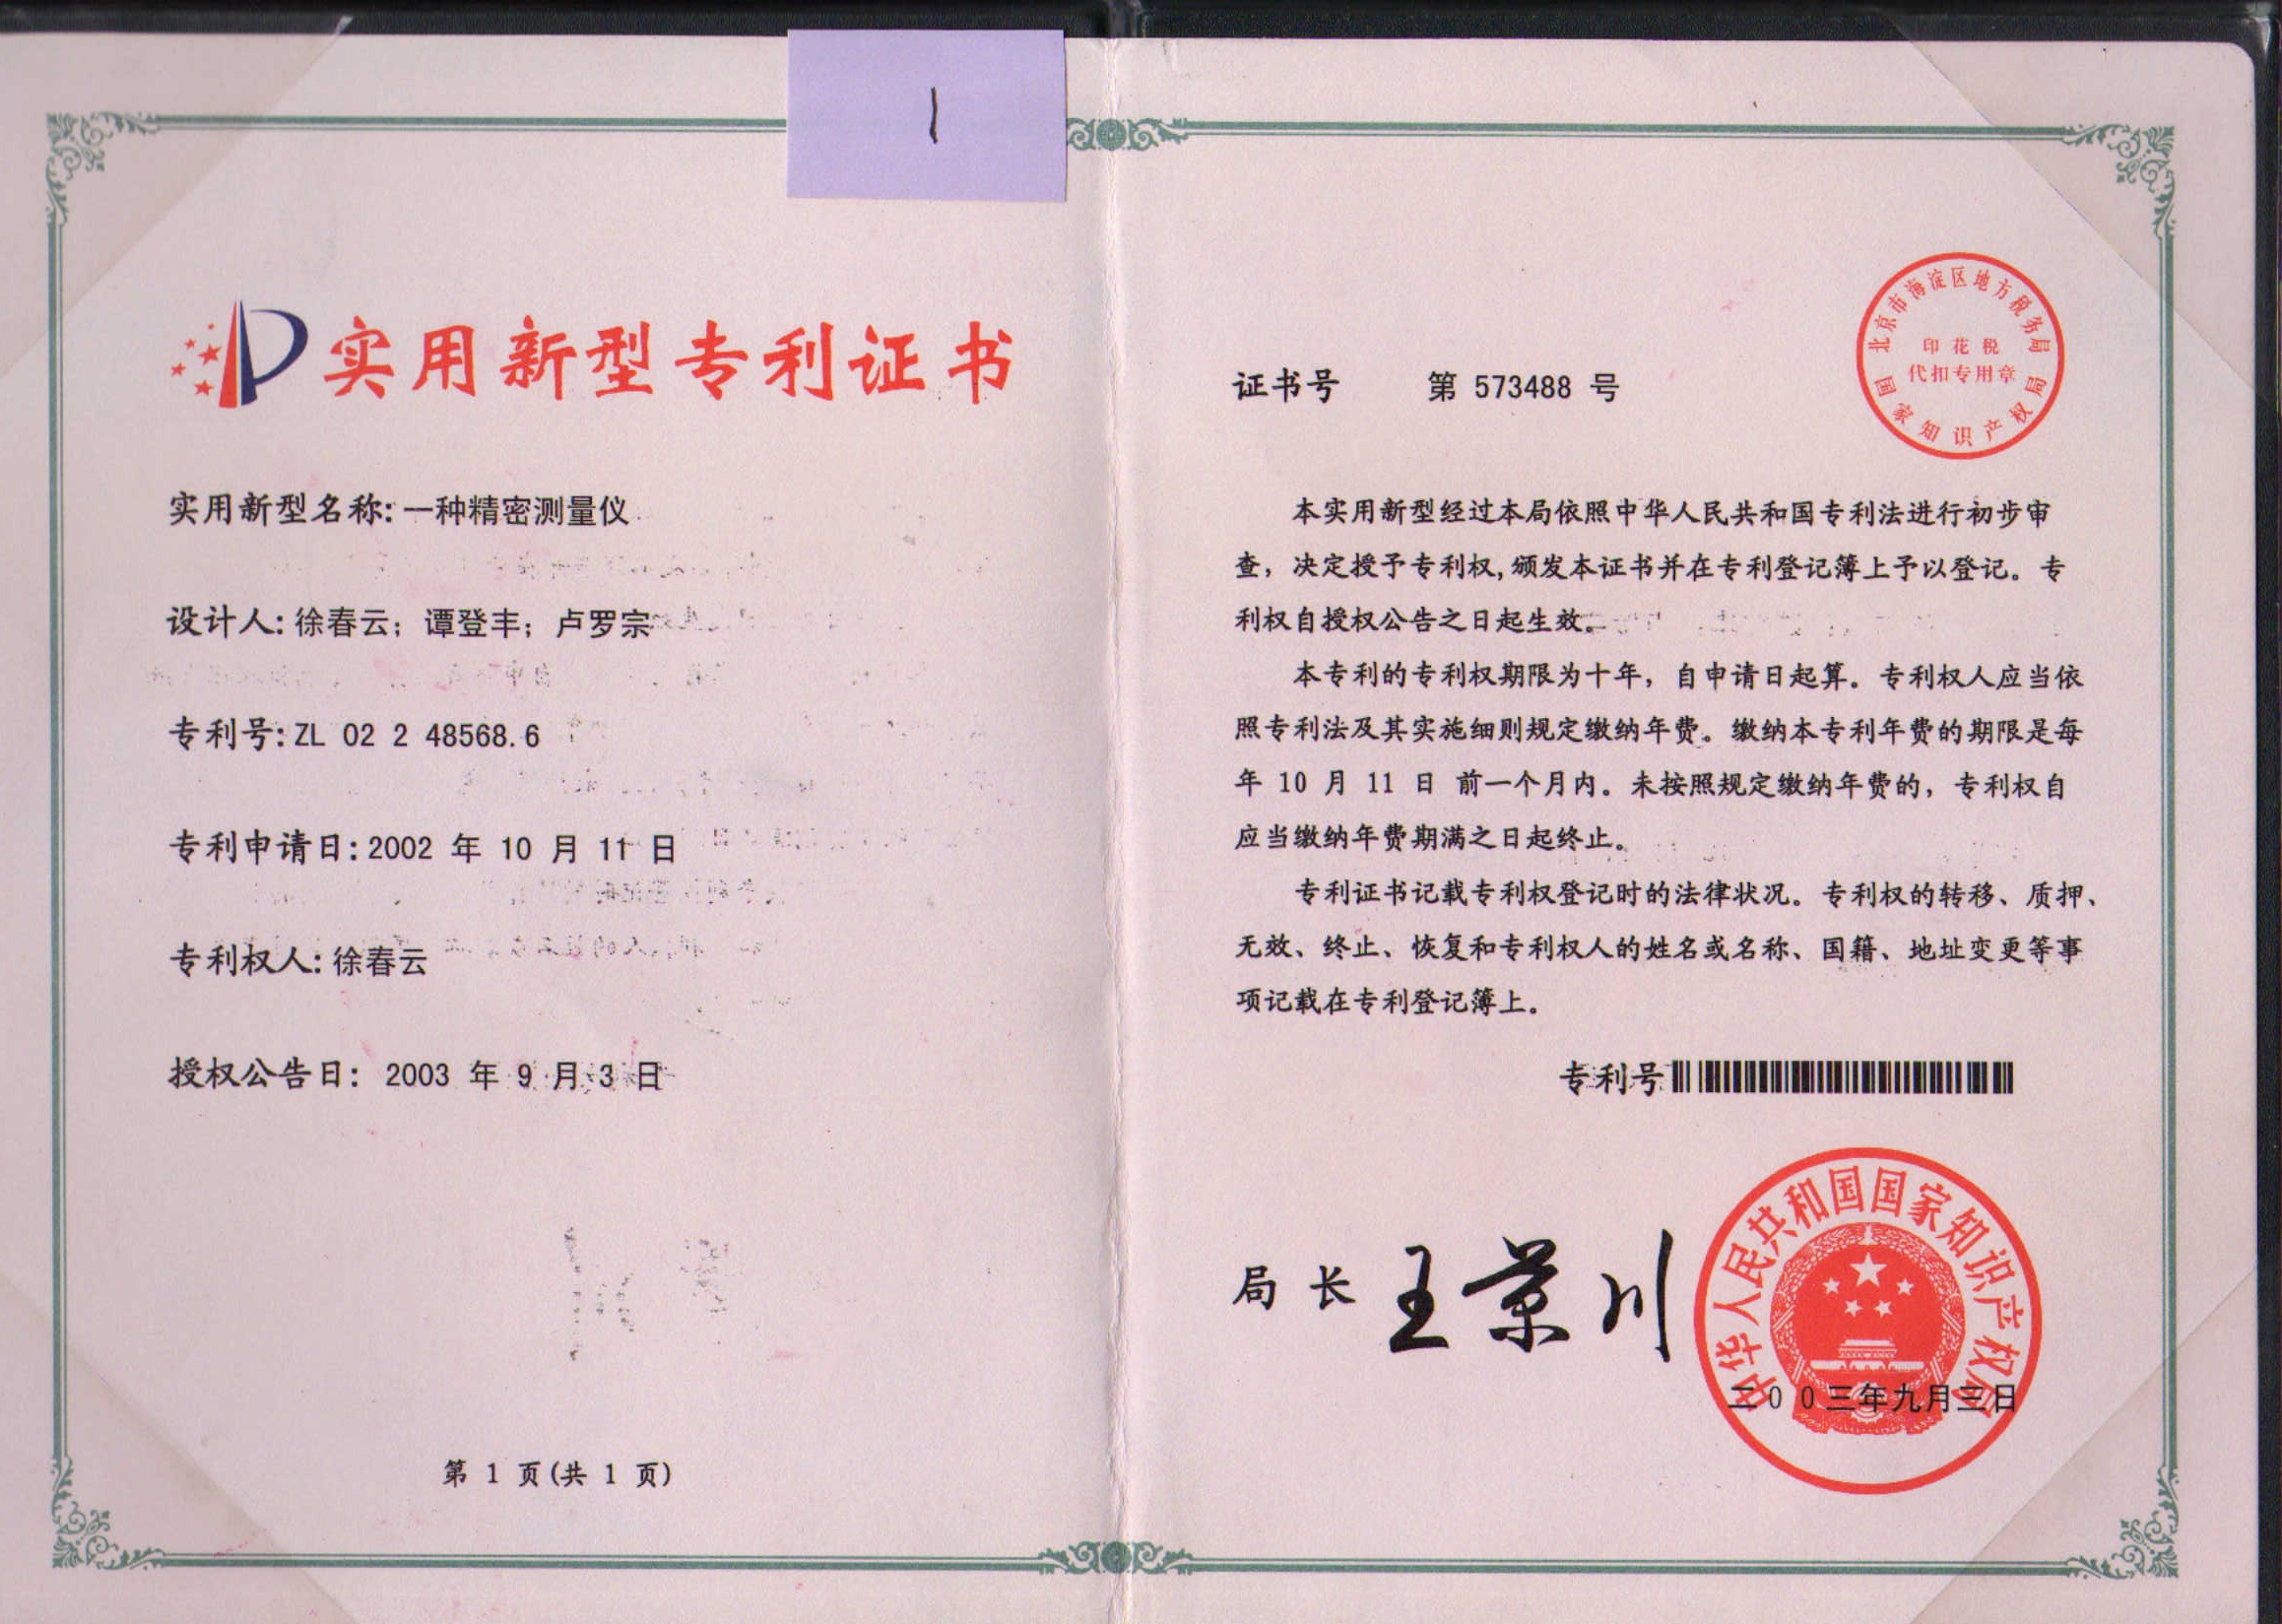 1
实用新型专利证书
实用新型名称:一种精密测量仪
设计人:徐春云;谭登丰;卢罗宗
专利号:ZL 02 2 48568.6
专利申请日:2002 年 10 月 11 日
专利权人:徐春云
授权公告日: 2003 年 9 月 3 日
第 1 页(共 1 页)
北京市海淀区地方税务局
印花税
代扣专用章
国家知识产权局
证书号 第 573488 号
本实用新型经过本局依照中华人民共和国专利法进行初步审
查,决定授予专利权,颁发本证书并在专利登记簿上予以登记。专
利权自授权公告之日起生效。
本专利的专利权期限为十年,自申请日起算。专利权人应当依
照专利法及其实施细则规定缴纳年费。缴纳本专利年费的期限是每
年 10 月 11 日 前一个月内。未按照规定缴纳年费的,专利权自
应当缴纳年费期满之日起终止。
专利证书记载专利权登记时的法律状况。专利权的转移、质押、
无效、终止、恢复和专利权人的姓名或名称、国籍、地址变更等事
项记载在专利登记簿上。
专利号
局长 王景川
中华人民共和国国家知识产权局
二00三年九月三日